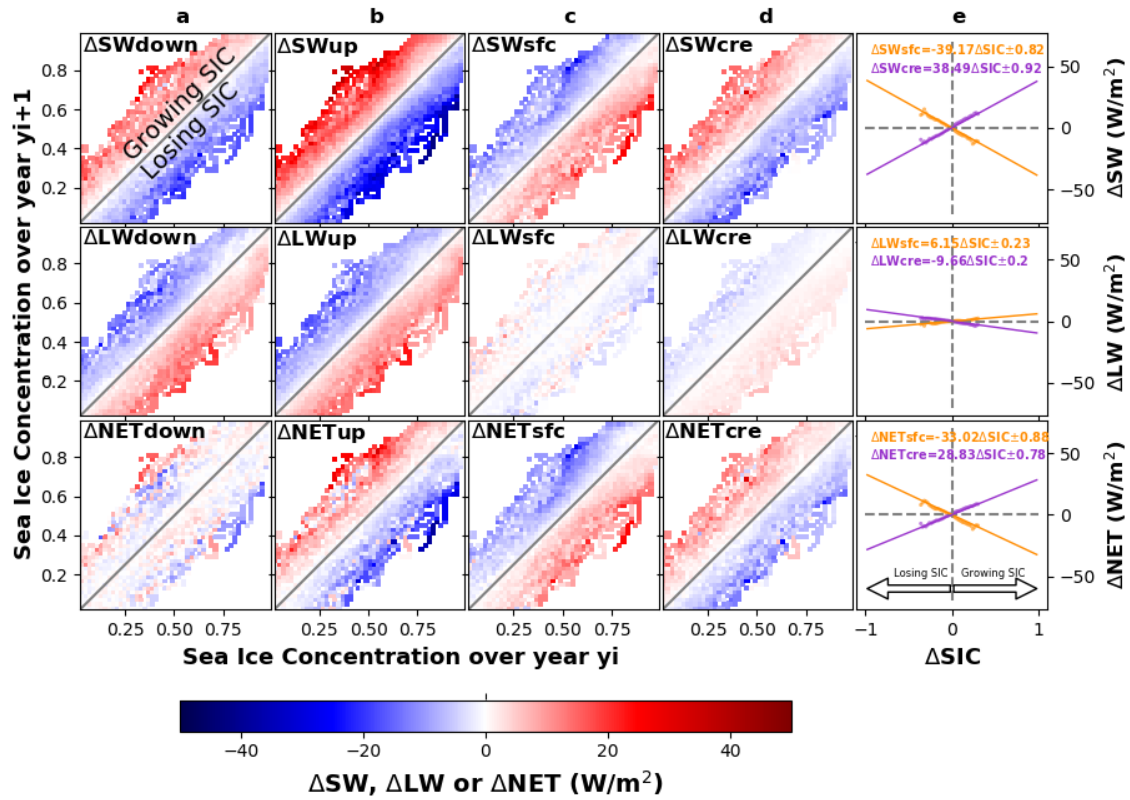 a b c d e
ΔSWdown ΔSWup ΔSWsfc ΔSWcre
Growing SIC
Losing SIC
ΔSWsfc=-39.17ΔSIC±0.82
ΔSWcre=38.49ΔSIC±0.92
0.8
0.6
0.4
0.2
50
0
−50
ΔSW (W/m²)
Sea Ice Concentration over year yi+1
ΔLWdown ΔLWup ΔLWsfc ΔLWcre
ΔLWsfc=6.15ΔSIC±0.23
ΔLWcre=-9.66ΔSIC±0.2
0.8
0.6
0.4
0.2
50
0
−50
ΔLW (W/m²)
ΔNETdown ΔNETup ΔNETsfc ΔNETcre
ΔNETsfc=-33.02ΔSIC±0.88
ΔNETcre=28.83ΔSIC±0.78
0.8
0.6
0.4
0.2
50
0
−50
ΔNET (W/m²)
Losing SIC Growing SIC
0.25 0.50 0.75 0.25 0.50 0.75 0.25 0.50 0.75 0.25 0.50 0.75 −1 0 1
Sea Ice Concentration over year yi
ΔSIC
−40 −20 0 20 40
ΔSW, ΔLW or ΔNET (W/m²)